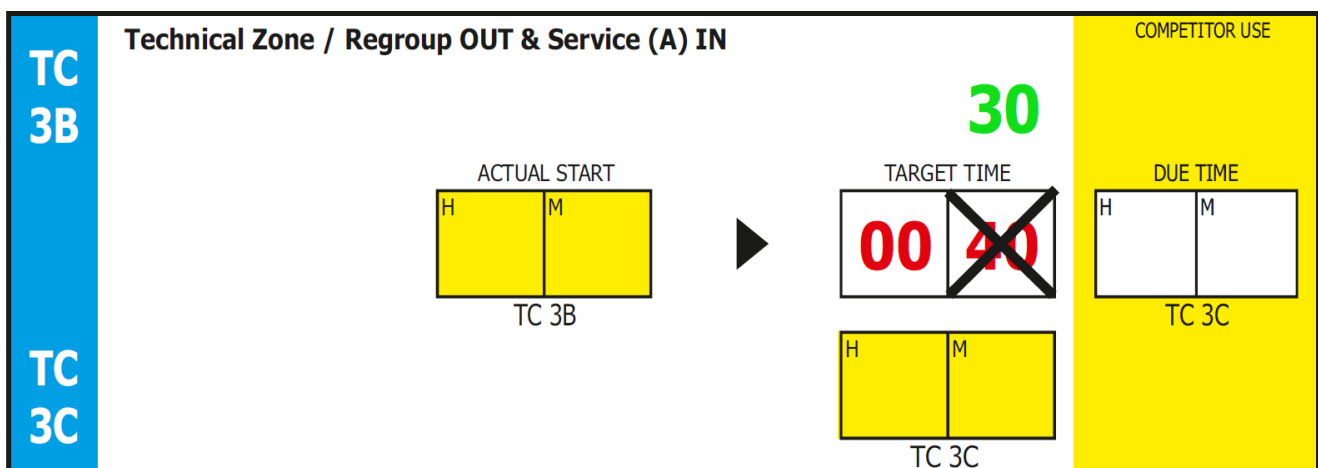 TC
3B
Technical Zone / Regroup OUT & Service (A) IN
COMPETITOR USE
30
ACTUAL START
TARGET TIME
DUE TIME
H M
00 40
H M
TC 3B
TC 3C
TC
3C
H M
TC 3C